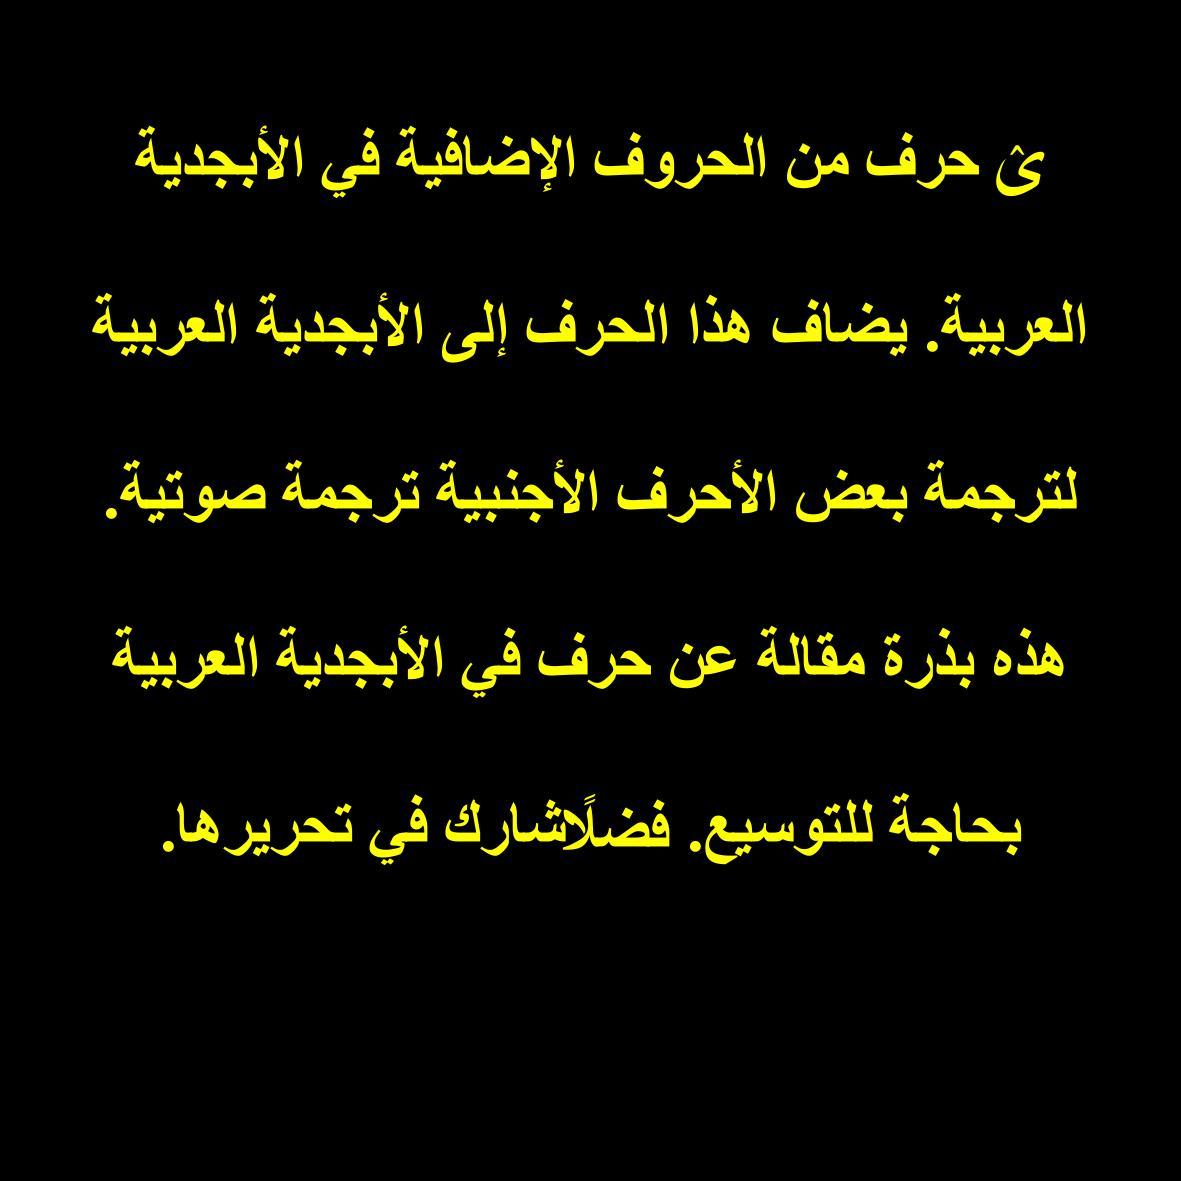 ݵ حرف من الحروف الإضافية في الأبجدية
العربية. يضاف هذا الحرف إلى الأبجدية العربية
لترجمة بعض الأحرف الأجنبية ترجمة صوتية.
هذه بذرة مقالة عن حرف في الأبجدية العربية
بحاجة للتوسيع. فضلًاشارك في تحريرها.